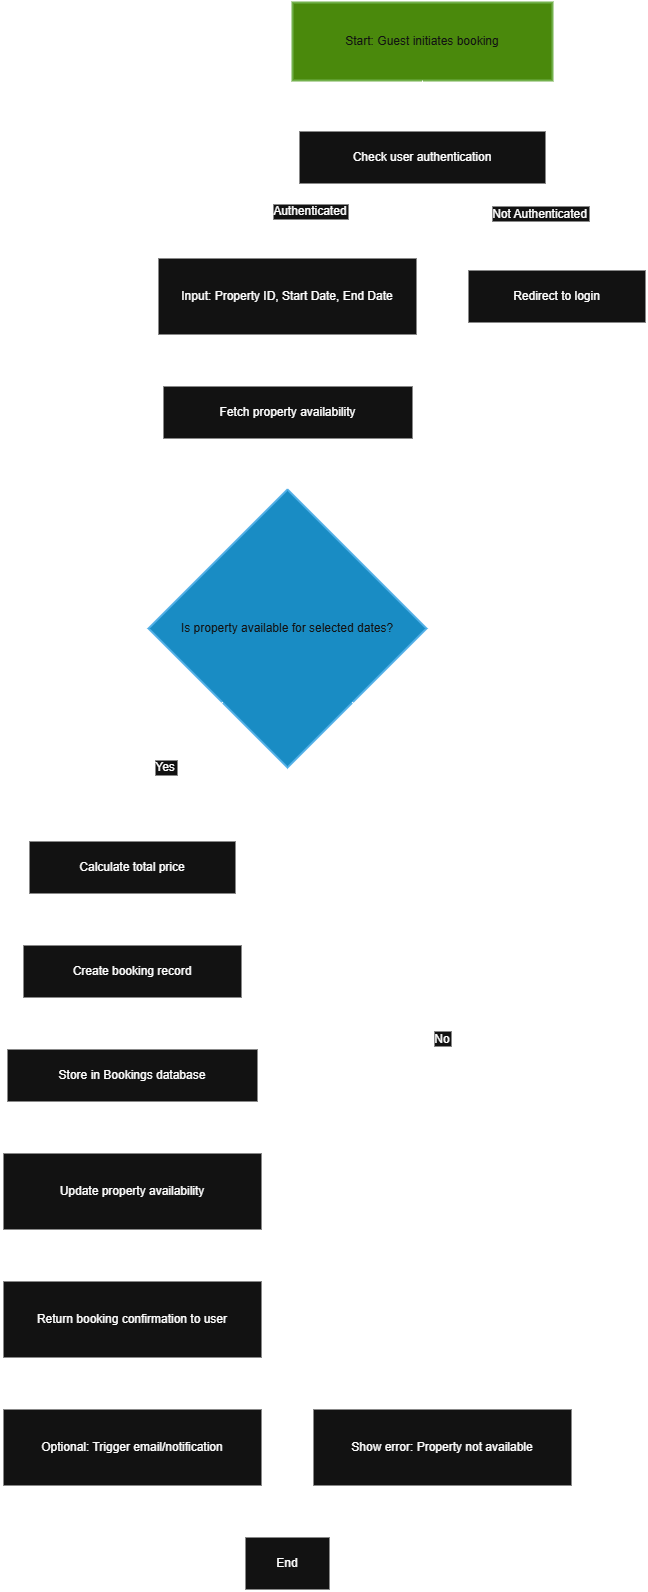 Start: Guest initiates booking
Check user authentication
Authenticated
Not Authenticated
Input: Property ID, Start Date, End Date
Redirect to login
Fetch property availability
Is property available for selected dates?
Yes
Calculate total price
Create booking record
No
Store in Bookings database
Update property availability
Return booking confirmation to user
Optional: Trigger email/notification
Show error: Property not available
End